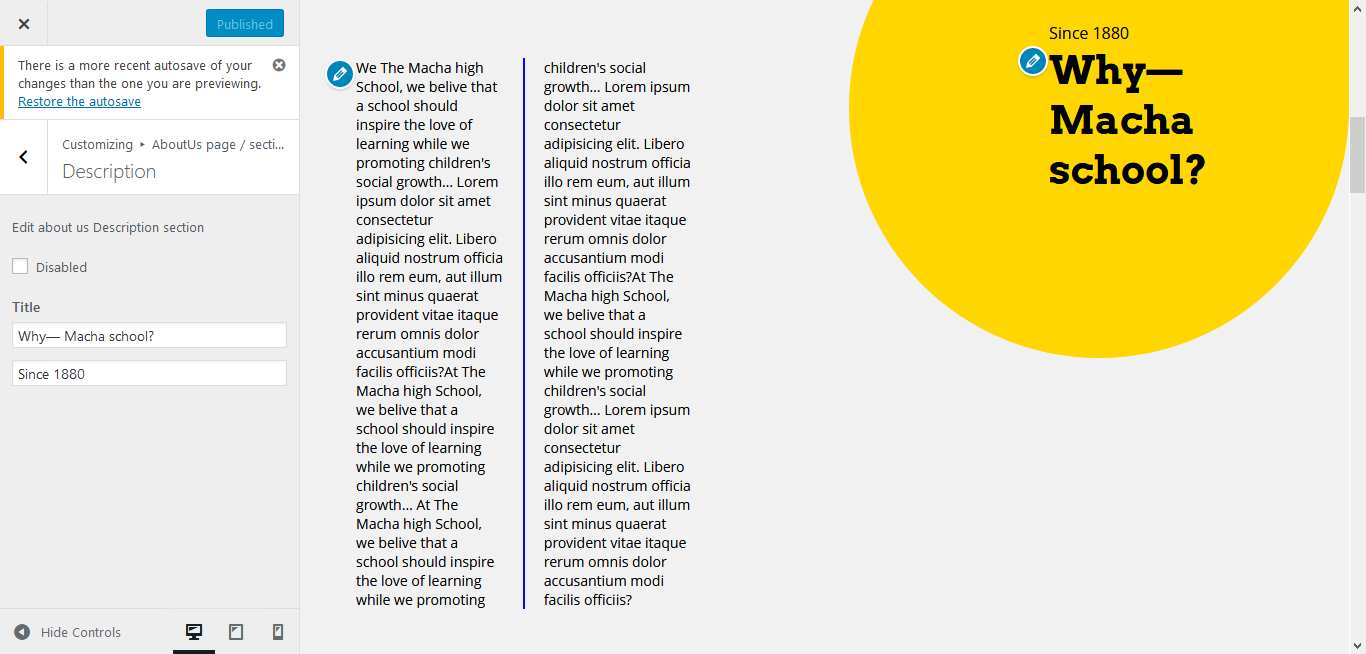 Published
There is a more recent autosave of your
changes than the one you are previewing.
Restore the autosave
Customizing ▸ AboutUs page / secti...
Description
Edit about us Description section
Disabled
Title
Why— Macha school?
Since 1880
Hide Controls
We The Macha high
School, we belive that
a school should
inspire the love of
learning while we
promoting children's
social growth... Lorem
ipsum dolor sit amet
consectetur
adipisicing elit. Libero
aliquid nostrum officia
illo rem eum, aut illum
sint minus quaerat
provident vitae itaque
rerum omnis dolor
accusantium modi
facilis officiis?At The
Macha high School,
we belive that a
school should inspire
the love of learning
while we promoting
children's social
growth... At The
Macha high School,
we belive that a
school should inspire
the love of learning
while we promoting
children's social
growth... Lorem ipsum
dolor sit amet
consectetur
adipisicing elit. Libero
aliquid nostrum officia
illo rem eum, aut illum
sint minus quaerat
provident vitae itaque
rerum omnis dolor
accusantium modi
facilis officiis?At The
Macha high School,
we belive that a
school should inspire
the love of learning
while we promoting
children's social
growth... Lorem ipsum
dolor sit amet
consectetur
adipisicing elit. Libero
aliquid nostrum officia
illo rem eum, aut illum
sint minus quaerat
provident vitae itaque
rerum omnis dolor
accusantium modi
facilis officiis?
Since 1880
Why—
Macha
school?